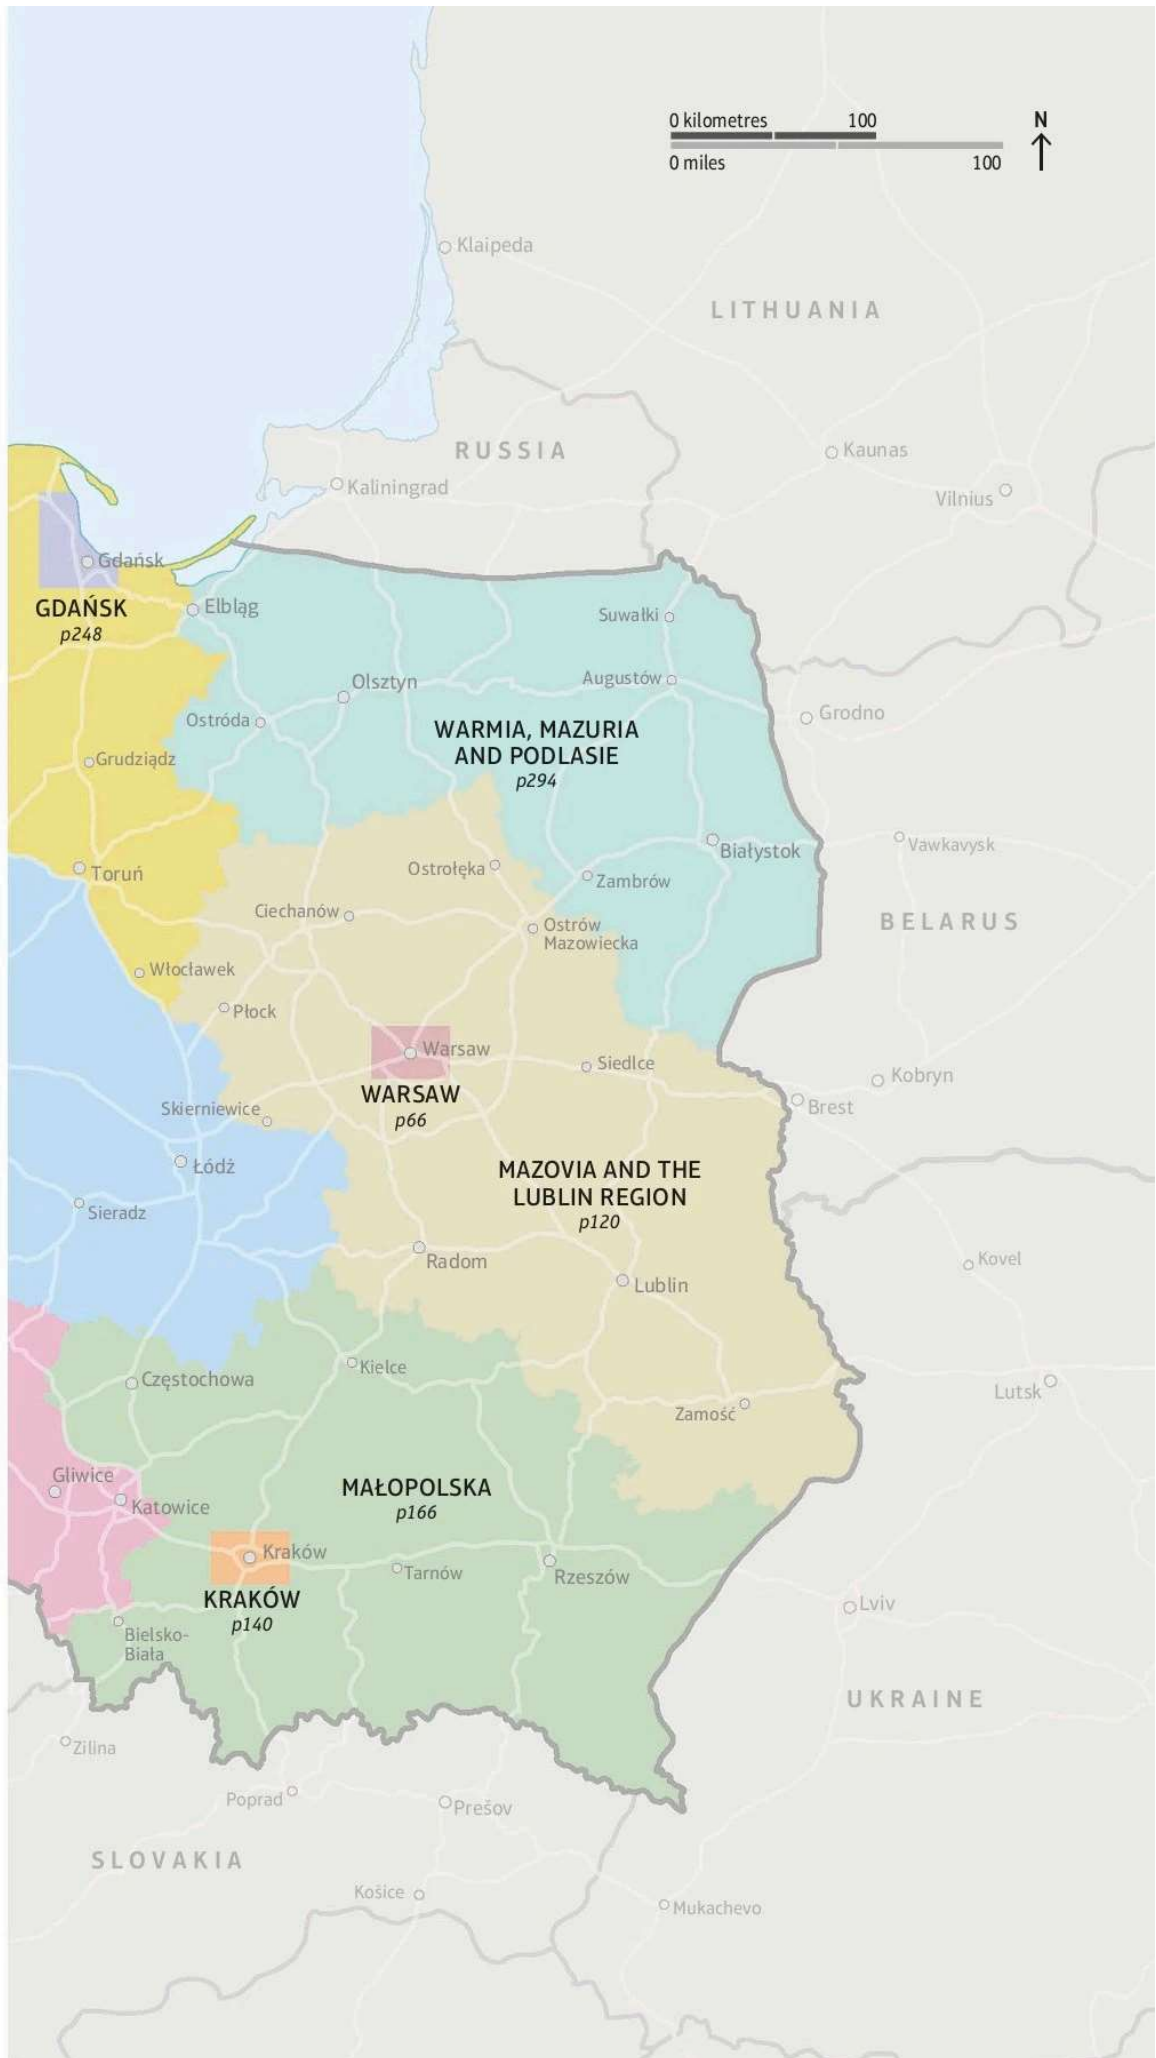 0 kilometres 100
N
0 miles 100
Klaipeda
LITHUANIA
RUSSIA
Kaunas
Kaliningrad
Vilnius
Gdańsk
GDAŃSK
p248
Elbląg
Suwałki
Olsztyn
Augustów
Ostróda
Grodno
WARMIA, MAZURIA
AND PODLASIE
p294
Grudziądz
Białystok
Vawkavysk
Toruń
Ostrołęka
Zambrów
Ciechanów
Ostrów
Mazowiecka
BELARUS
Włocławek
Płock
Warsaw
Siedlce
WARSAW
p66
Kobryn
Brest
Skierniewice
Łódź
MAZOVIA AND THE
LUBLIN REGION
p120
Sieradz
Radom
Lublin
Kovel
Kielce
Częstochowa
Lutsk
Zamość
Gliwice
Katowice
MAŁOPOLSKA
p166
Kraków
Tarnów
Rzeszów
KRAKÓW
p140
Lviv
Bielsko-
Biała
UKRAINE
Zilina
Poprad
Prešov
SLOVAKIA
Košice
Mukachevo